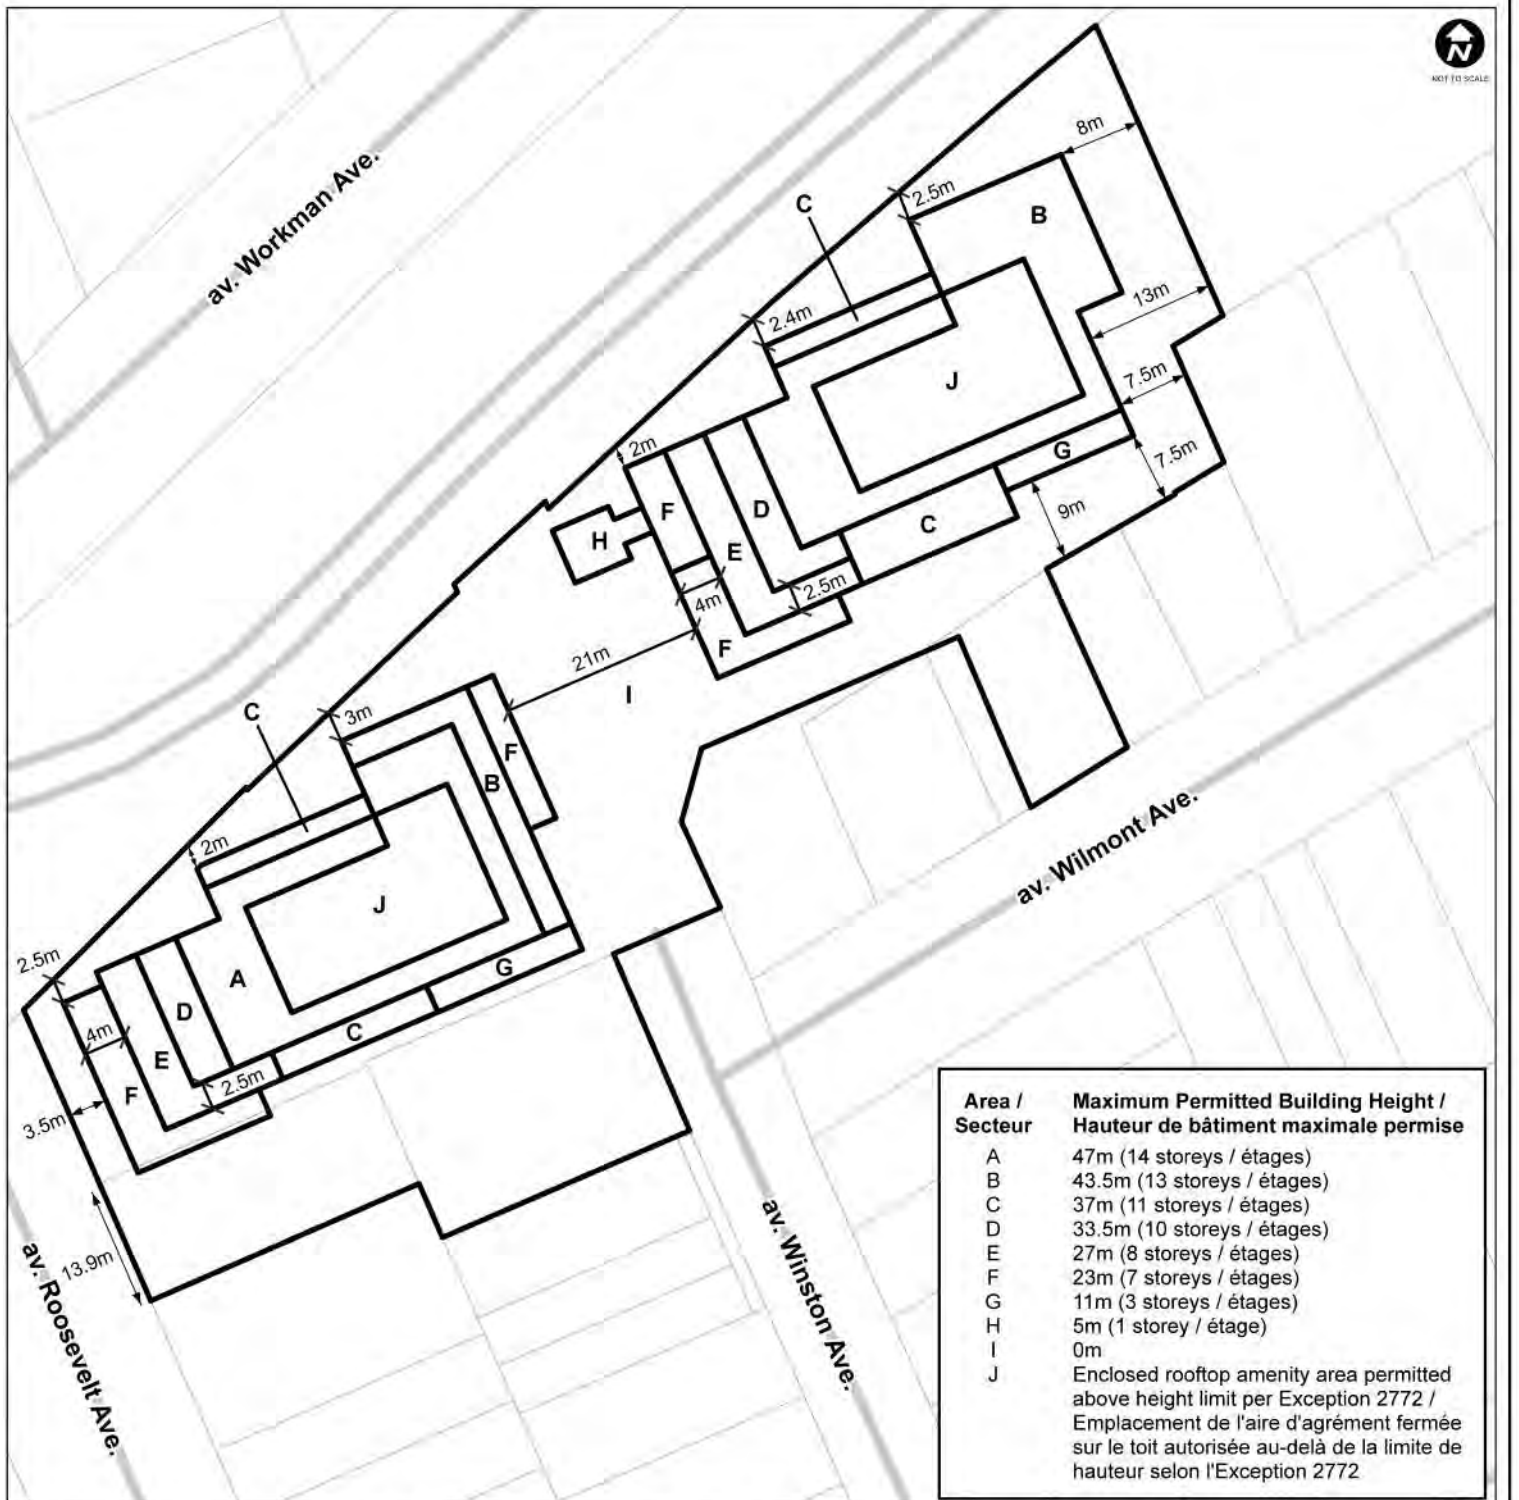 N
NOT TO SCALE
av. Workman Ave.
8m
2.5m
C
B
13m
2.4m
J
7.5m
2m
G
7.5m
F
D
9m
C
H
E
2.5m
4m
F
21m
I
C
3m
F
B
2m
J
av. Wilmont Ave.
2.5m
A
G
D
4m
C
E
2.5m
F
3.5m
13.9m
av. Roosevelt Ave.
av. Winston Ave.
Area / Maximum Permitted Building Height /
Secteur Hauteur de bâtiment maximale permise
A 47m (14 storeys / étages)
B 43.5m (13 storeys / étages)
C 37m (11 storeys / étages)
D 33.5m (10 storeys / étages)
E 27m (8 storeys / étages)
F 23m (7 storeys / étages)
G 11m (3 storeys / étages)
H 5m (1 storey / étage)
I 0m
J Enclosed rooftop amenity area permitted
above height limit per Exception 2772 /
Emplacement de l'aire d'agrément fermée
sur le toit autorisée au-delà de la limite de
hauteur selon l'Exception 2772